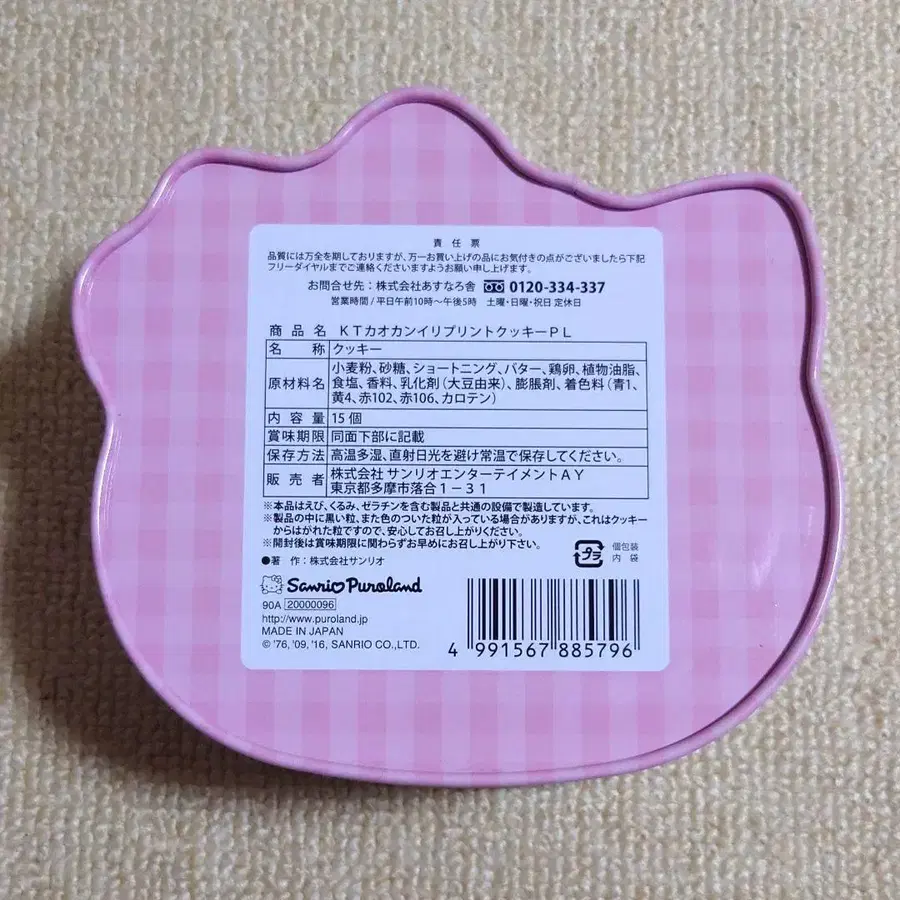 責任票
品質には万全を期しておりますが、万一お買い上げの品にお気付きの点がございましたら下記
フリーダイヤルまでご連絡くださいますようお願い申し上げます。
お問合せ先：株式会社あすなろ舎 0120-334-337
営業時間/平日午前10時～午後5時 土曜・日曜・祝日 定休日
商品名 KTカオカンイリプリントクッキーPL
名称 クッキー
原材料名 小麦粉、砂糖、ショートニング、バター、鶏卵、植物油脂、
食塩、香料、乳化剤（大豆由来）、膨脹剤、着色料（青1、
黄4、赤102、赤106、カロテン）
内容量 15個
賞味期限 同面下部に記載
保存方法 高温多湿、直射日光を避け常温で保存してください。
販売者 株式会社 サンリオエンターテイメントAY
東京都多摩市落合1－31
※本品はえび、くるみ、ゼラチンを含む製品と共通の設備で製造しています。
※製品の中に黒い粒、また色のついた粒が入っている場合がありますが、これはクッキー
からはがれた粒ですので、安心してお召し上がりください。
※開封後は賞味期限に関わらずお早めにお召し上がり下さい。
プラ 個包装
内袋
●著作：株式会社サンリオ
Sanrio Puroland
90A 20000096
http://www.puroland.jp/
MADE IN JAPAN
© '76, '09, '16, SANRIO CO.,LTD.
4 991567 885796